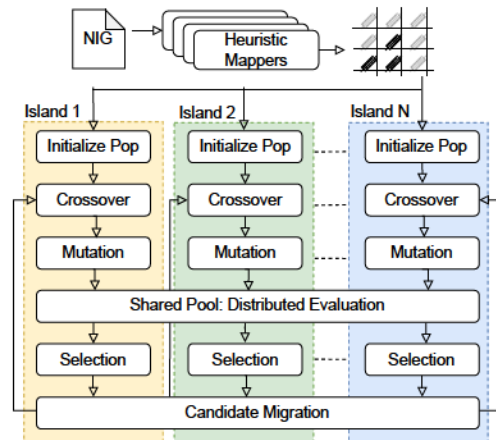 NIG
Heuristic
Mappers
Island 1
Island 2
Island N
Initialize Pop
Initialize Pop
Initialize Pop
Crossover
Crossover
Crossover
Mutation
Mutation
Mutation
Shared Pool: Distributed Evaluation
Selection
Selection
Selection
Candidate Migration